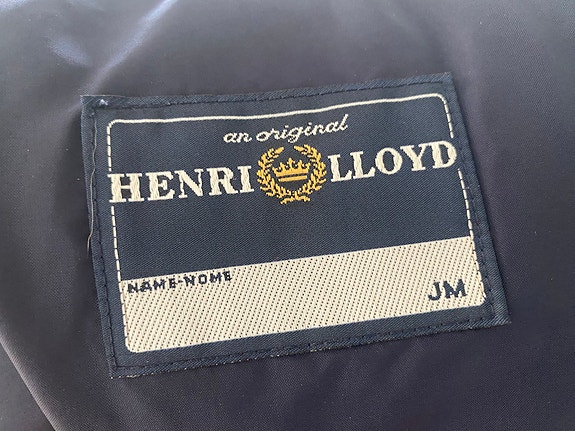 an original
HENRI LLOYD
NAME-NOME
JM